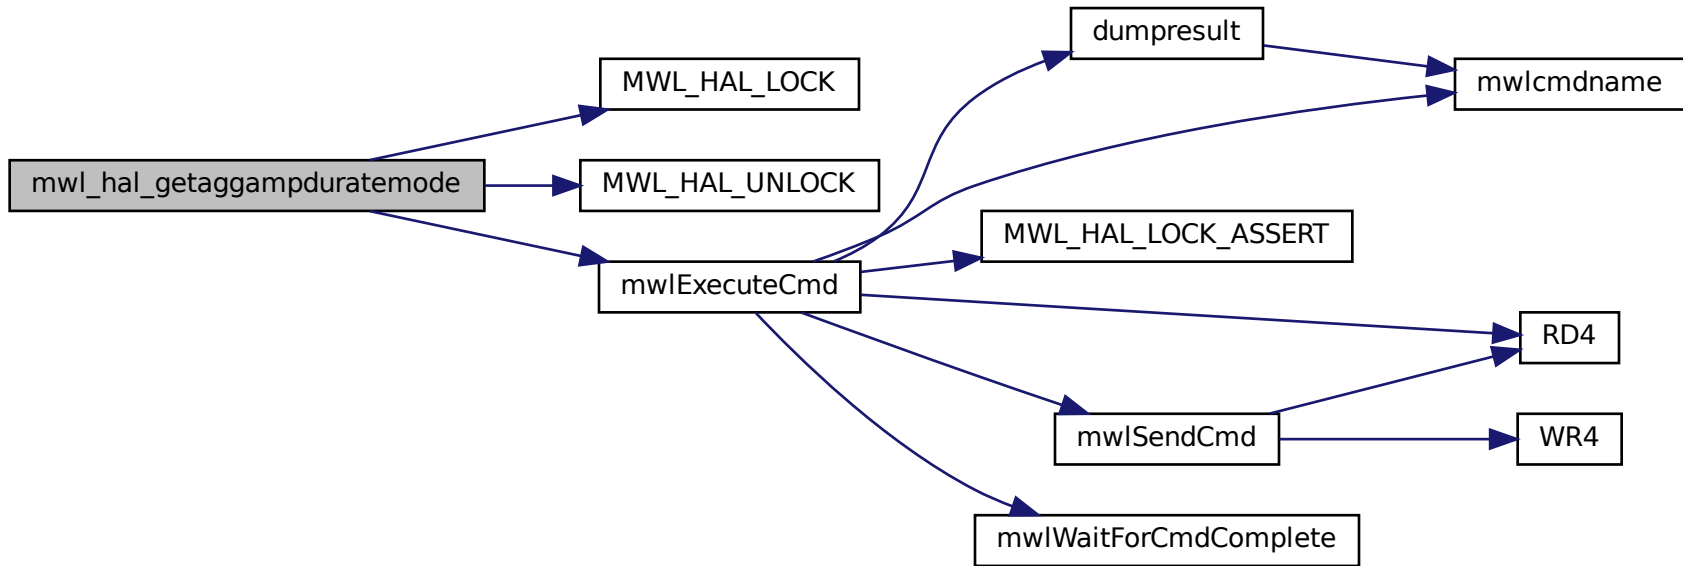 mwl_hal_getaggampduratemode
MWL_HAL_LOCK
MWL_HAL_UNLOCK
mwlExecuteCmd
dumpresult
mwlcmdname
MWL_HAL_LOCK_ASSERT
RD4
mwlSendCmd
WR4
mwlWaitForCmdComplete